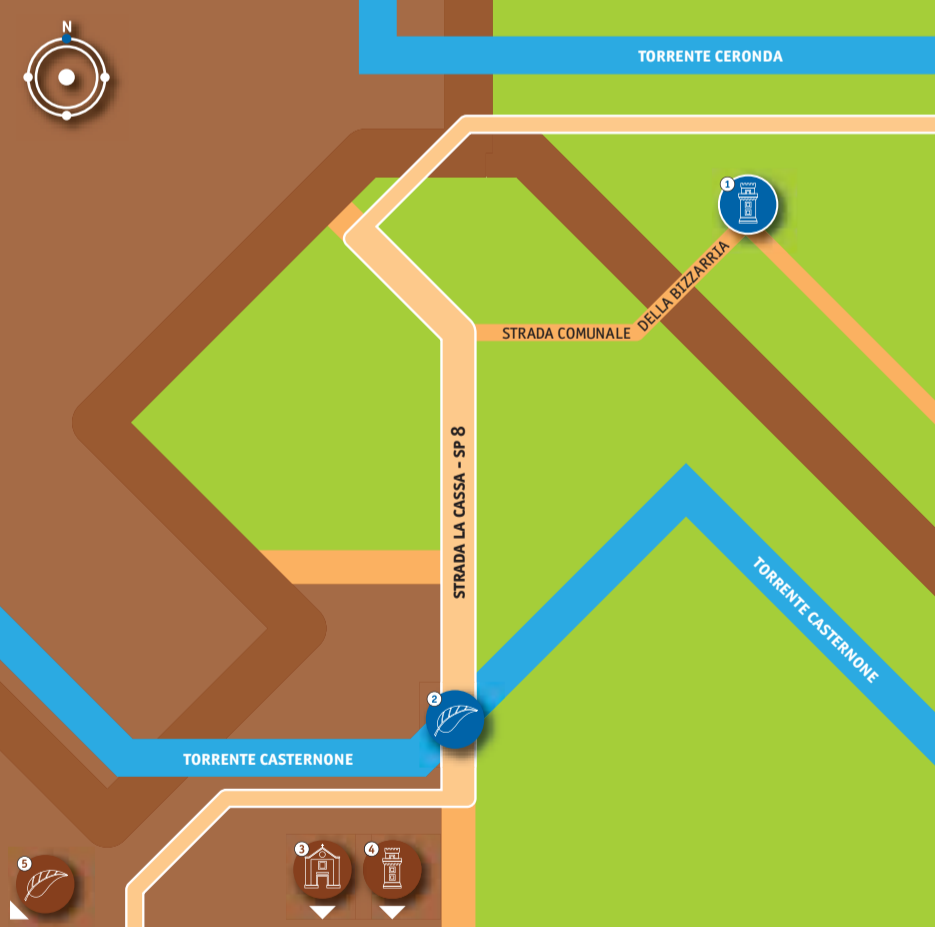 N
TORRENTE CERONDA
1
STRADA COMUNALE DELLA BIZZARRIA
STRADA LA CASSA - SP 8
TORRENTE CASTERNONE
2
TORRENTE CASTERNONE
3
4
5